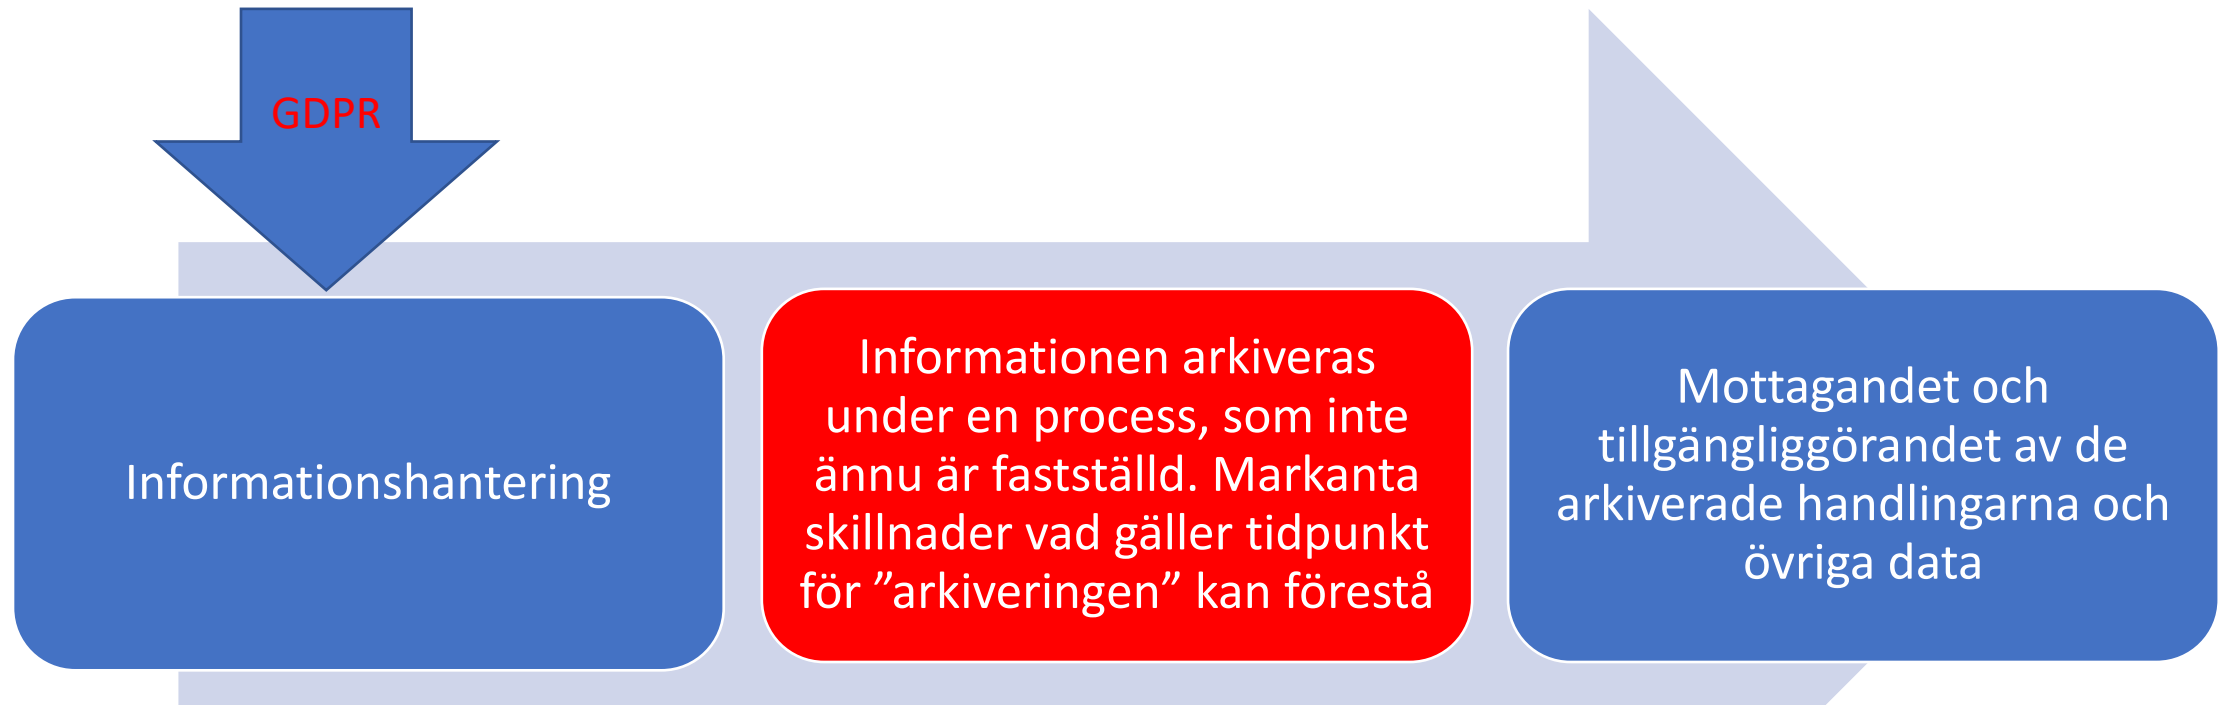 GDPR
Informationshantering
Informationen arkiveras
under en process, som inte
ännu är fastställd. Markanta
skillnader vad gäller tidpunkt
för ”arkiveringen” kan förestå
Mottagandet och
tillgängliggörandet av de
arkiverade handlingarna och
övriga data